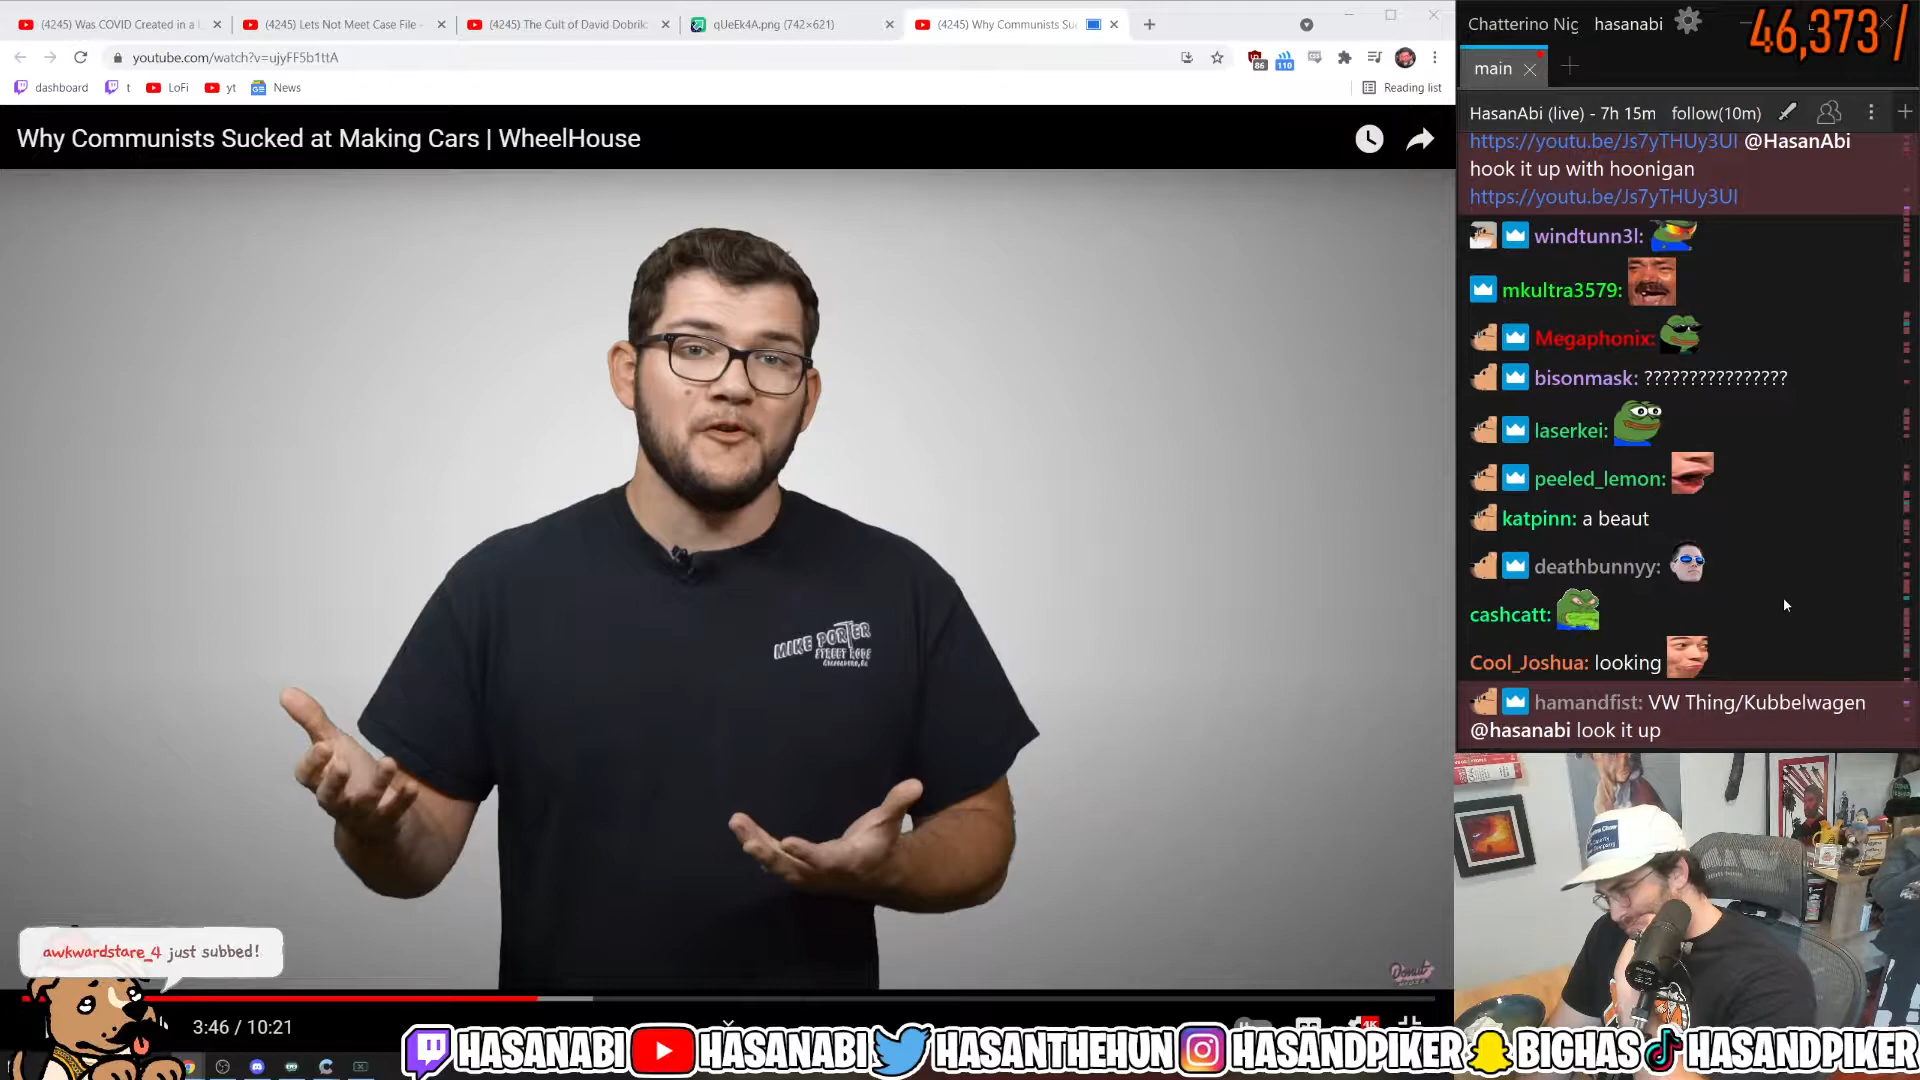 (4245) Was COVID Created in a L
(4245) Lets Not Meet Case File -
(4245) The Cult of David Dobrik:
qUeEk4A.png (742×621)
(4245) Why Communists Suc
youtube.com/watch?v=ujyFF5b1ttA
86
110
dashboard
t
LoFi
yt
News
Reading list
Why Communists Sucked at Making Cars | WheelHouse
MIKE PORTER
STREET RODS
Donut
awkwardstare_4 just subbed!
3:46 / 10:21
Chatterino Nig
hasanabi
46,373 /
main
HasanAbi (live) - 7h 15m
follow(10m)
https://youtu.be/Js7yTHUy3UI @HasanAbi
hook it up with hoonigan
https://youtu.be/Js7yTHUy3UI
windtunn3l:
mkultra3579:
Megaphonix:
bisonmask: ????????????????
laserkei:
peeled_lemon:
katpinn: a beaut
deathbunnyy:
cashcatt:
Cool_Joshua: looking
hamandfist: VW Thing/Kubbelwagen
@hasanabi look it up
HASANABI
HASANABI
HASANTHEHUN
HASANDPIKER
BIGHAS
HASANDPIKER